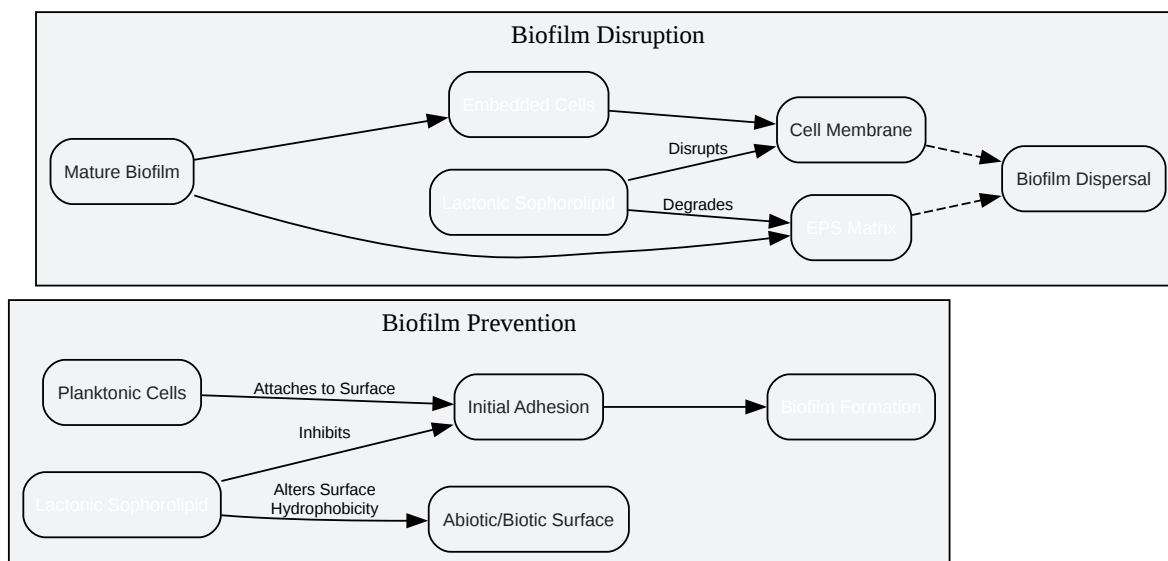 Biofilm Disruption
Embedded Cells
Cell Membrane
Disrupts
Mature Biofilm
Biofilm Dispersal
Lactonic Sophorolipid
Degrades
EPS Matrix
Biofilm Prevention
Planktonic Cells
Attaches to Surface
Initial Adhesion
Biofilm Formation
Inhibits
Lactonic Sophorolipid
Alters Surface
Hydrophobicity
Abiotic/Biotic Surface